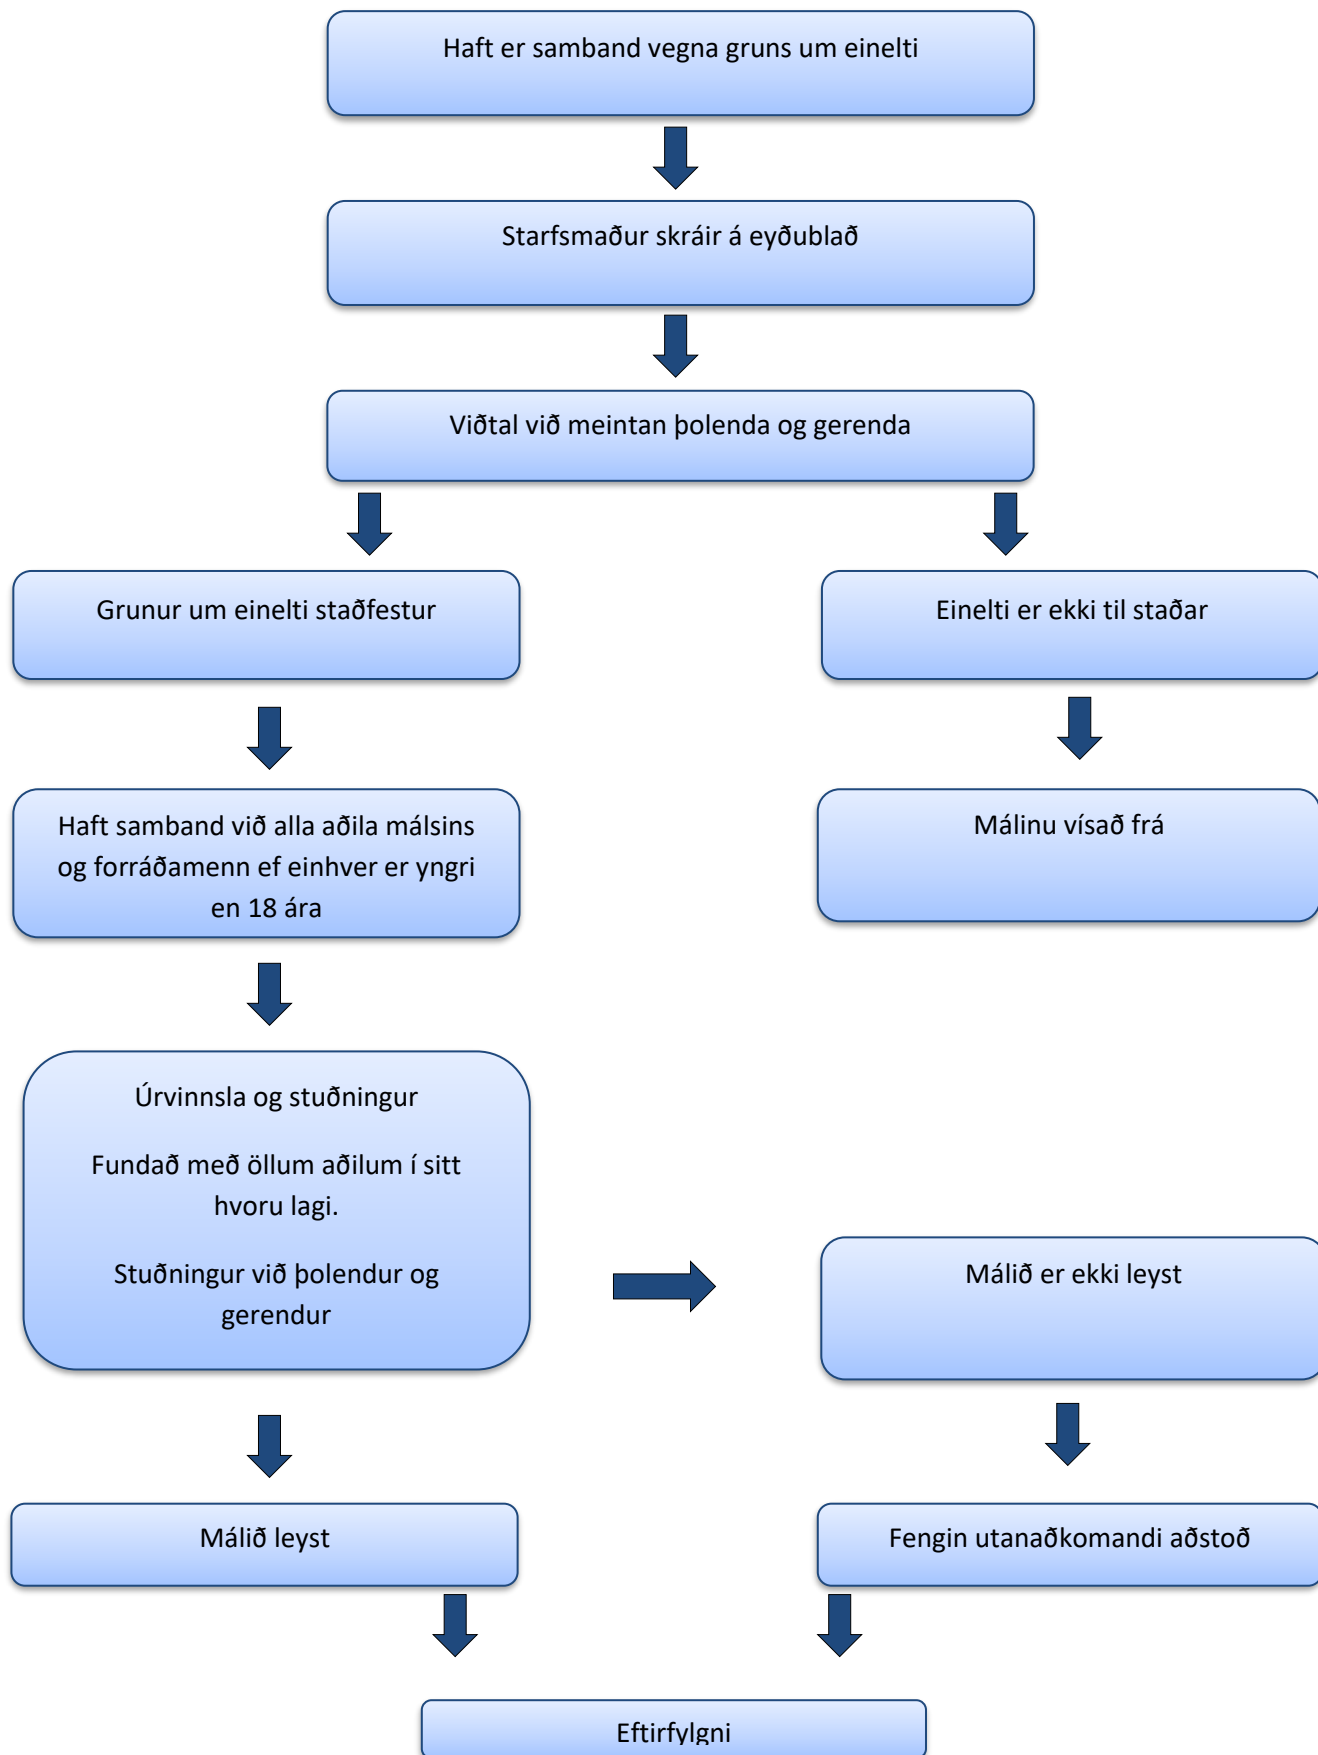 Haft er samband vegna gruns um einelti
Starfsmaður skráir á eyðublað
Viðtal við meintan þolenda og gerenda
Grunur um einelti staðfestur
Einelti er ekki til staðar
Haft samband við alla aðila málsins
og forráðamenn ef einhver er yngri
en 18 ára
Málinu vísað frá
Úrvinnsla og stuðningur
Fundað með öllum aðilum í sitt
hvoru lagi.
Stuðningur við þolendur og
gerendur
Málið er ekki leyst
Málið leyst
Fengin utanaðkomandi aðstoð
Eftirfylgni